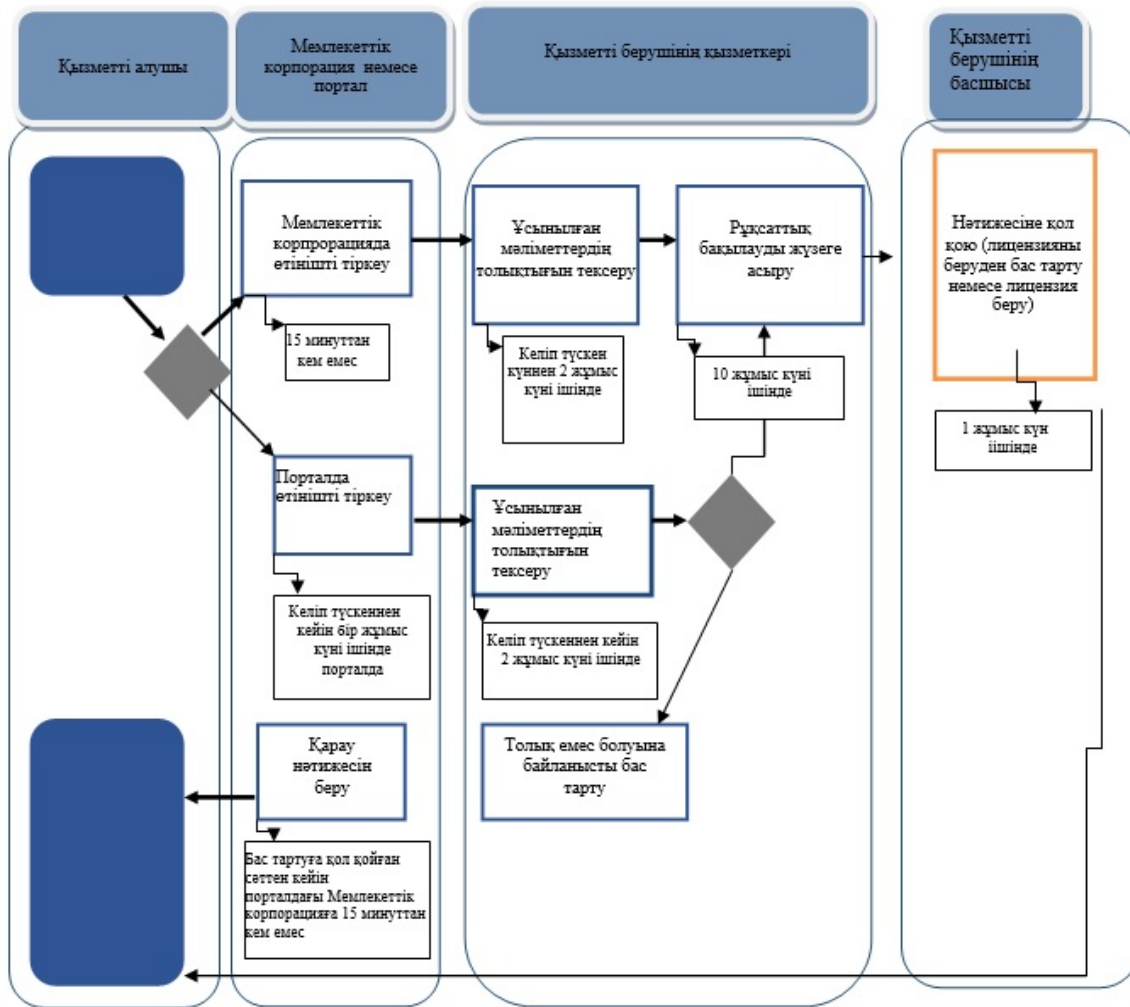 Қызметті алушы
Мемлекеттік
корпорация немесе
портал
Қызметті берушінің қызметкері
Қызметті
берушінің
басшысы
Мемлекеттік
корпрорацияда
өтінішті тіркеу
15 минуттан
кем емес
Ұсынылған
мәліметтердің
толықтығын тексеру
Келіп түскен
күннен 2 жұмыс
күні ішінде
Рұқсаттық
бақылауды жүзеге
асыру
10 жұмыс күні
ішінде
Нәтижесіне қол
қою (лицензияны
беруден бас тарту
немесе лицензия
беру)
1 жұмыс күн
іішінде
Порталда
өтінішті тіркеу
Келіп түскеннен
кейін бір жұмыс
күні ішінде
порталда
Ұсынылған
мәліметтердің
толықтығын
тексеру
Келіп түскеннен кейін
2 жұмыс күні ішінде
Толық емес болуына
байланысты бас
тарту
Қарау
нәтижесін
беру
Бас тартуға қол қойған
сәттен кейін
порталдағы Мемлекеттік
корпорацияға 15 минуттан
кем емес